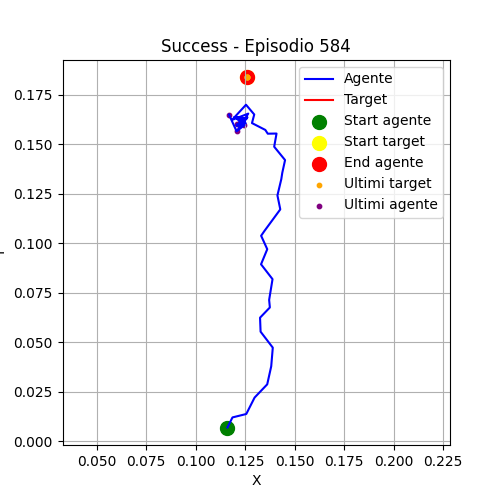 Success - Episodio 584
Agente
Target
Start agente
Start target
End agente
Ultimi target
Ultimi agente
0.175
0.150
0.125
0.100
0.075
0.050
0.025
0.000
0.050 0.075 0.100 0.125 0.150 0.175 0.200 0.225
X